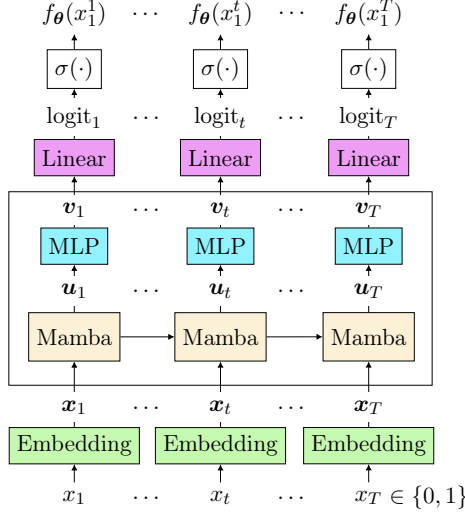 f_θ(x_1^1) ⋯ f_θ(x_1^t) ⋯ f_θ(x_1^T)
σ(·) σ(·) σ(·)
logit_1 ⋯ logit_t ⋯ logit_T
Linear Linear Linear
v_1 ⋯ v_t ⋯ v_T
MLP MLP MLP
u_1 ⋯ u_t ⋯ u_T
Mamba Mamba Mamba
x_1 ⋯ x_t ⋯ x_T
Embedding Embedding Embedding
x_1 ⋯ x_t ⋯ x_T ∈ {0, 1}